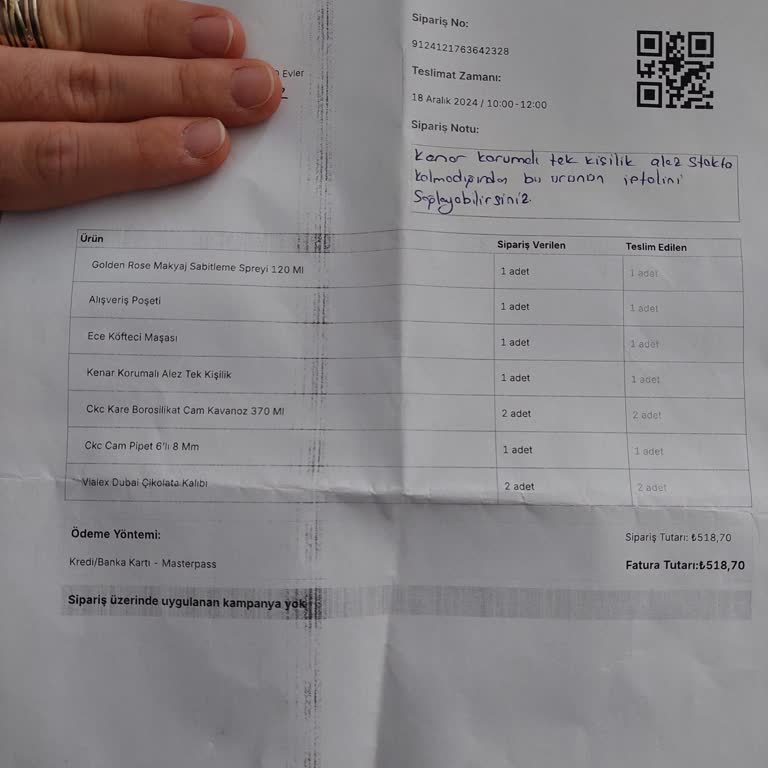 Evler
Sipariş No:
9124121763642328
Teslimat Zamanı:
18 Aralık 2024 / 10:00-12:00
Sipariş Notu:
Kenar korumalı tek kişilik alez stokta
kalmadığından bu ürünün iptalini
sağlayabilirsiniz.
Ürün Sipariş Verilen Teslim Edilen
Golden Rose Makyaj Sabitleme Spreyi 120 Ml 1 adet 1 adet
Alışveriş Poşeti 1 adet 1 adet
Ece Köfteci Maşası 1 adet 1 adet
Kenar Korumalı Alez Tek Kişilik 1 adet 1 adet
Ckc Kare Borosilikat Cam Kavanoz 370 Ml 2 adet 2 adet
Ckc Cam Pipet 6'lı 8 Mm 1 adet 1 adet
Vialex Dubai Çikolata Kalıbı 2 adet 2 adet
Ödeme Yöntemi: Sipariş Tutarı: ₺518,70
Kredi/Banka Kartı - Masterpass Fatura Tutarı:₺518,70
Sipariş üzerinde uygulanan kampanya yok